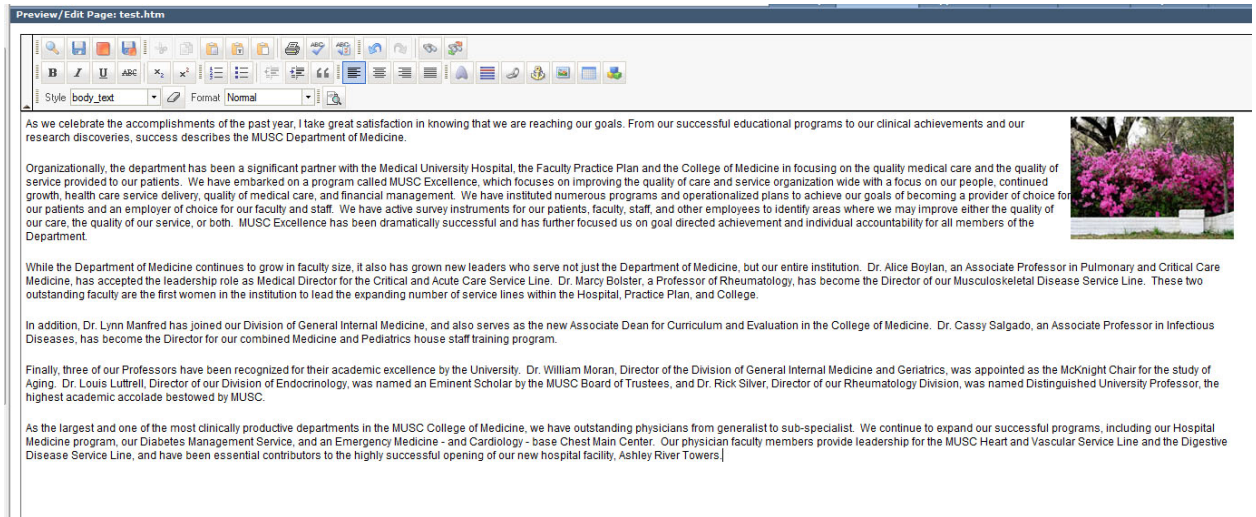 Preview/Edit Page: test.htm
B I U ABC x₂ x²
Style body_text Format Normal
As we celebrate the accomplishments of the past year, I take great satisfaction in knowing that we are reaching our goals. From our successful educational programs to our clinical achievements and our
research discoveries, success describes the MUSC Department of Medicine.
Organizationally, the department has been a significant partner with the Medical University Hospital, the Faculty Practice Plan and the College of Medicine in focusing on the quality medical care and the quality of
service provided to our patients. We have embarked on a program called MUSC Excellence, which focuses on improving the quality of care and service organization wide with a focus on our people, continued
growth, health care service delivery, quality of medical care, and financial management. We have instituted numerous programs and operationalized plans to achieve our goals of becoming a provider of choice for
our patients and an employer of choice for our faculty and staff. We have active survey instruments for our patients, faculty, staff, and other employees to identify areas where we may improve either the quality of
our care, the quality of our service, or both. MUSC Excellence has been dramatically successful and has further focused us on goal directed achievement and individual accountability for all members of the
Department.
While the Department of Medicine continues to grow in faculty size, it also has grown new leaders who serve not just the Department of Medicine, but our entire institution. Dr. Alice Boylan, an Associate Professor in Pulmonary and Critical Care
Medicine, has accepted the leadership role as Medical Director for the Critical and Acute Care Service Line. Dr. Marcy Bolster, a Professor of Rheumatology, has become the Director of our Musculoskeletal Disease Service Line. These two
outstanding faculty are the first women in the institution to lead the expanding number of service lines within the Hospital, Practice Plan, and College.
In addition, Dr. Lynn Manfred has joined our Division of General Internal Medicine, and also serves as the new Associate Dean for Curriculum and Evaluation in the College of Medicine. Dr. Cassy Salgado, an Associate Professor in Infectious
Diseases, has become the Director for our combined Medicine and Pediatrics house staff training program.
Finally, three of our Professors have been recognized for their academic excellence by the University. Dr. William Moran, Director of the Division of General Internal Medicine and Geriatrics, was appointed as the McKnight Chair for the study of
Aging. Dr. Louis Luttrell, Director of our Division of Endocrinology, was named an Eminent Scholar by the MUSC Board of Trustees, and Dr. Rick Silver, Director of our Rheumatology Division, was named Distinguished University Professor, the
highest academic accolade bestowed by MUSC.
As the largest and one of the most clinically productive departments in the MUSC College of Medicine, we have outstanding physicians from generalist to sub-specialist. We continue to expand our successful programs, including our Hospital
Medicine program, our Diabetes Management Service, and an Emergency Medicine - and Cardiology - base Chest Main Center. Our physician faculty members provide leadership for the MUSC Heart and Vascular Service Line and the Digestive
Disease Service Line, and have been essential contributors to the highly successful opening of our new hospital facility, Ashley River Towers.